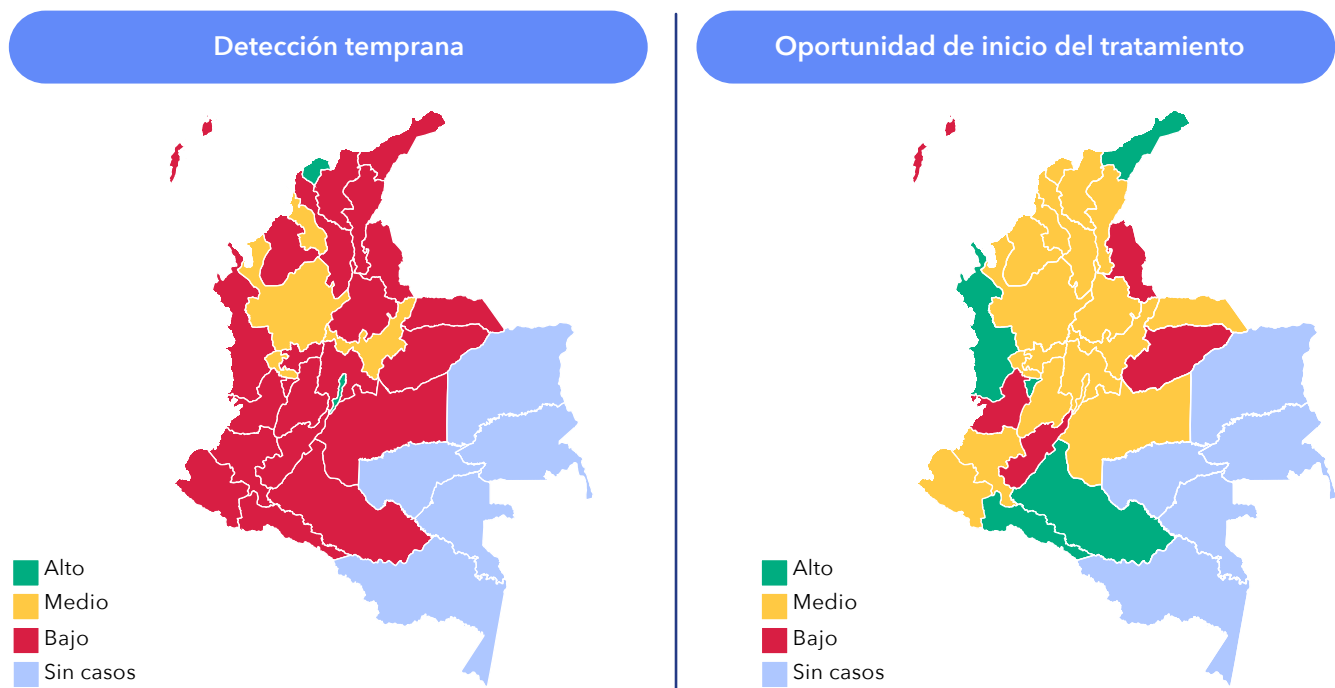 Detección temprana
Alto
Medio
Bajo
Sin casos
Oportunidad de inicio del tratamiento
Alto
Medio
Bajo
Sin casos